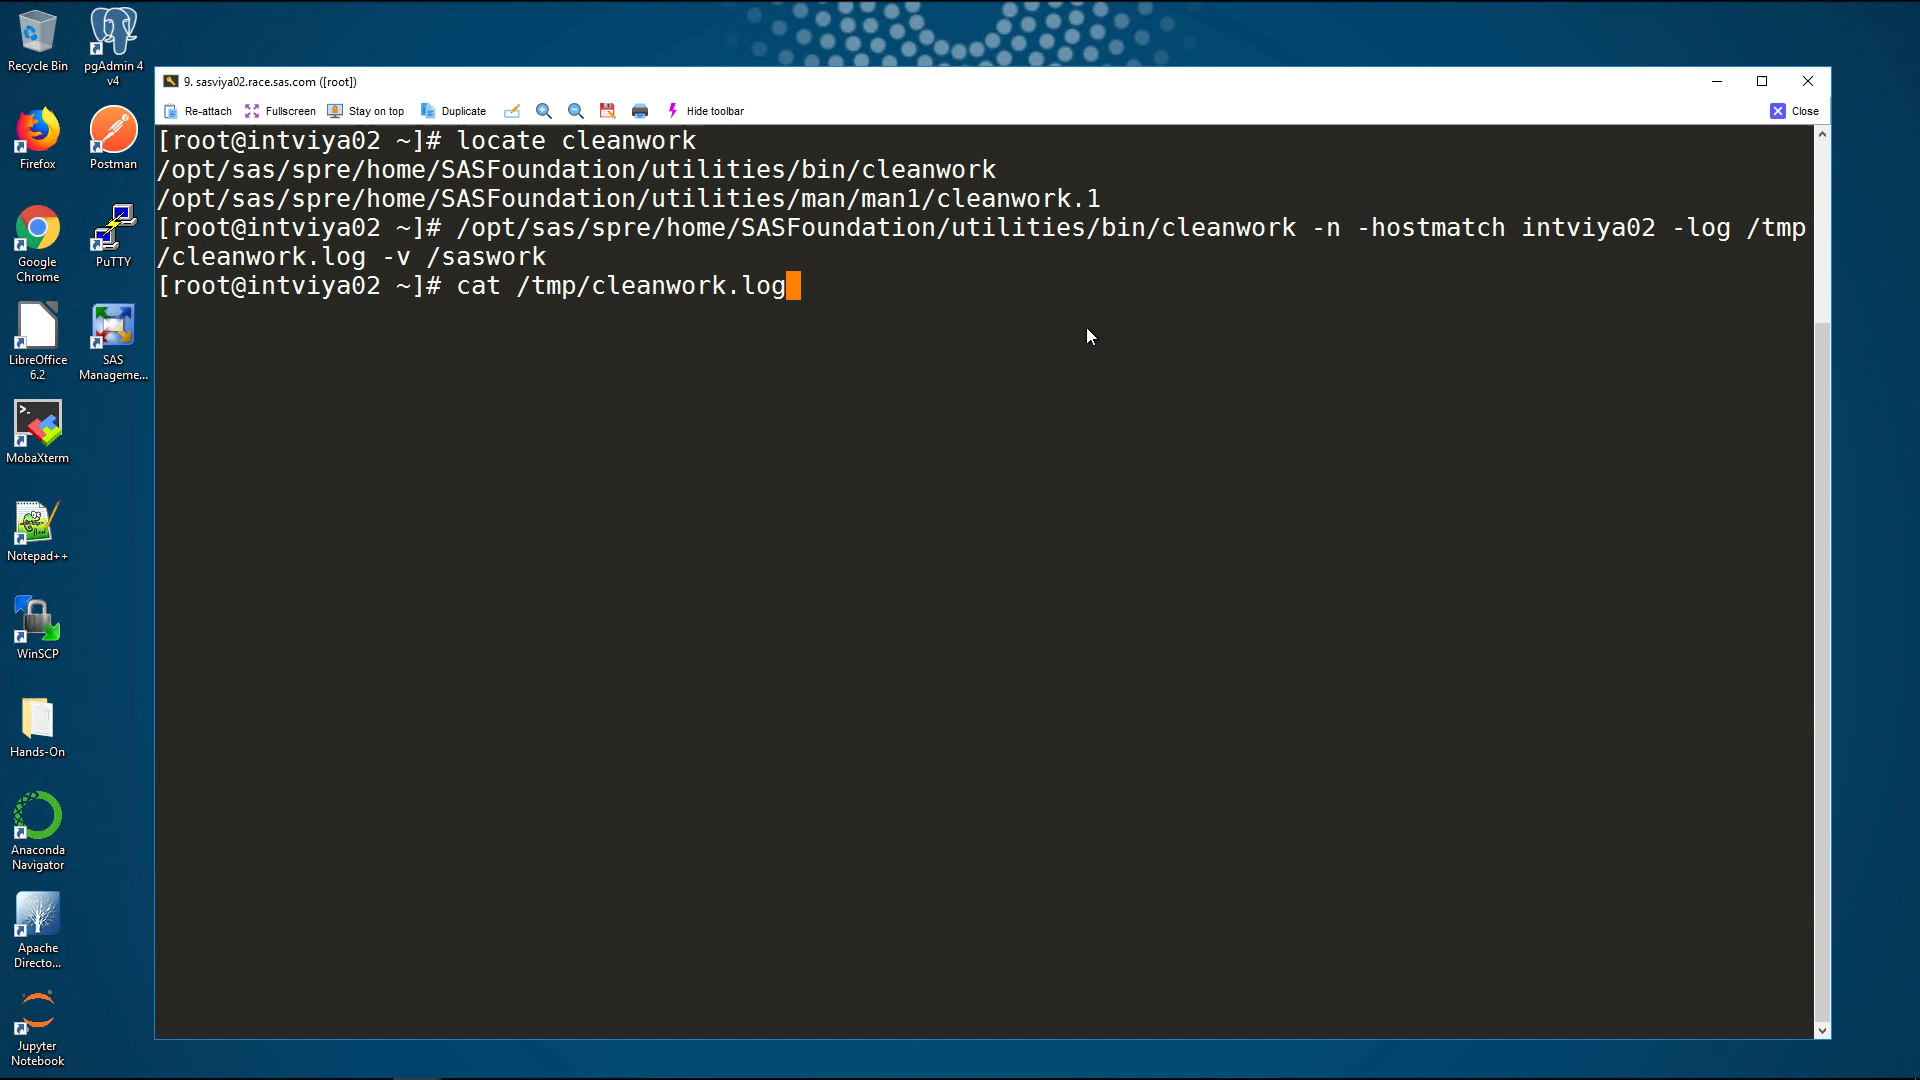 Recycle Bin
pgAdmin 4
v4
Firefox
Postman
Google
Chrome
PuTTY
LibreOffice
6.2
SAS
Manageme...
MobaXterm
Notepad++
WinSCP
Hands-On
Anaconda
Navigator
Apache
Directo...
Jupyter
Notebook
9. sasviya02.race.sas.com ([root])
Re-attach Fullscreen Stay on top Duplicate Hide toolbar Close
[root@intviya02 ~]# locate cleanwork
/opt/sas/spre/home/SASFoundation/utilities/bin/cleanwork
/opt/sas/spre/home/SASFoundation/utilities/man/man1/cleanwork.1
[root@intviya02 ~]# /opt/sas/spre/home/SASFoundation/utilities/bin/cleanwork -n -hostmatch intviya02 -log /tmp
/cleanwork.log -v /saswork
[root@intviya02 ~]# cat /tmp/cleanwork.log